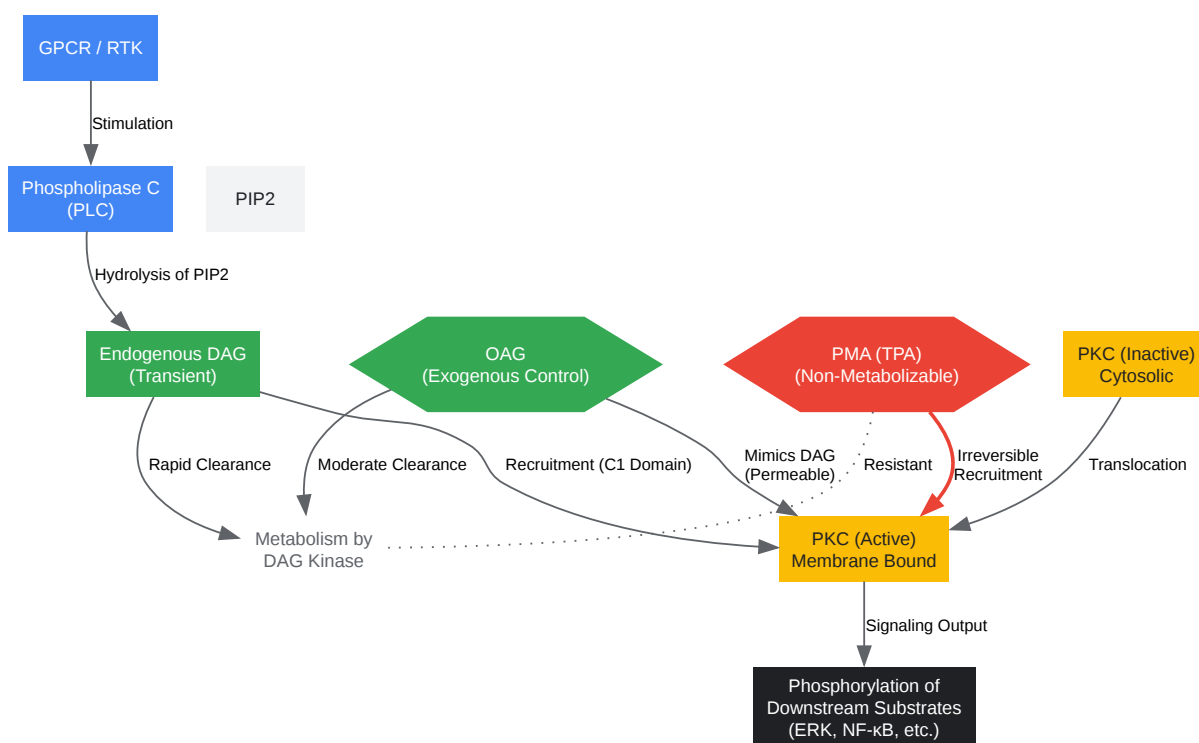 GPCR / RTK
Stimulation
Phospholipase C
(PLC)
PIP2
Hydrolysis of PIP2
Endogenous DAG
(Transient)
OAG
(Exogenous Control)
PMA (TPA)
(Non-Metabolizable)
PKC (Inactive)
Cytosolic
Rapid Clearance
Moderate Clearance
Recruitment (C1 Domain)
Mimics DAG
(Permeable)
Resistant
Irreversible
Recruitment
Translocation
Metabolism by
DAG Kinase
PKC (Active)
Membrane Bound
Signaling Output
Phosphorylation of
Downstream Substrates
(ERK, NF-κB, etc.)